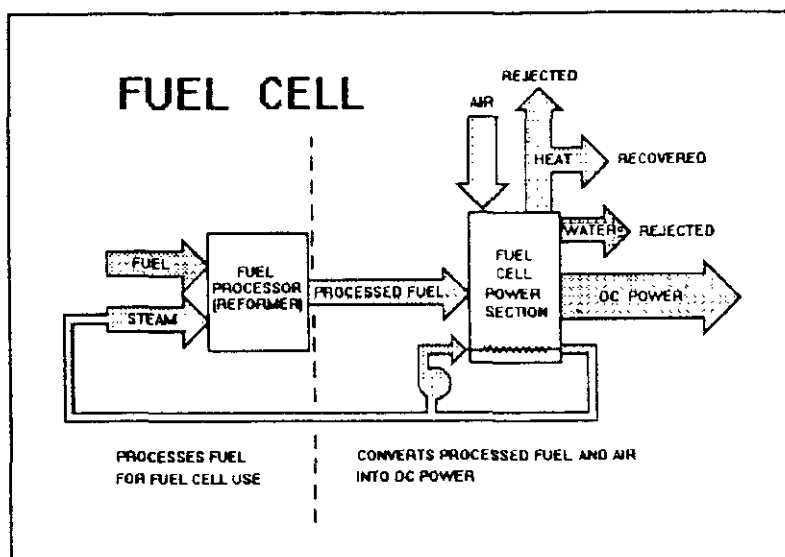 FUEL CELL
REJECTED
AIR
HEAT
RECOVERED
WATER
REJECTED
FUEL
FUEL
PROCESSOR
(REFORMER)
PROCESSED FUEL
FUEL
CELL
POWER
SECTION
DC POWER
STEAM
PROCESSES FUEL
FOR FUEL CELL USE
CONVERTS PROCESSED FUEL AND AIR
INTO DC POWER